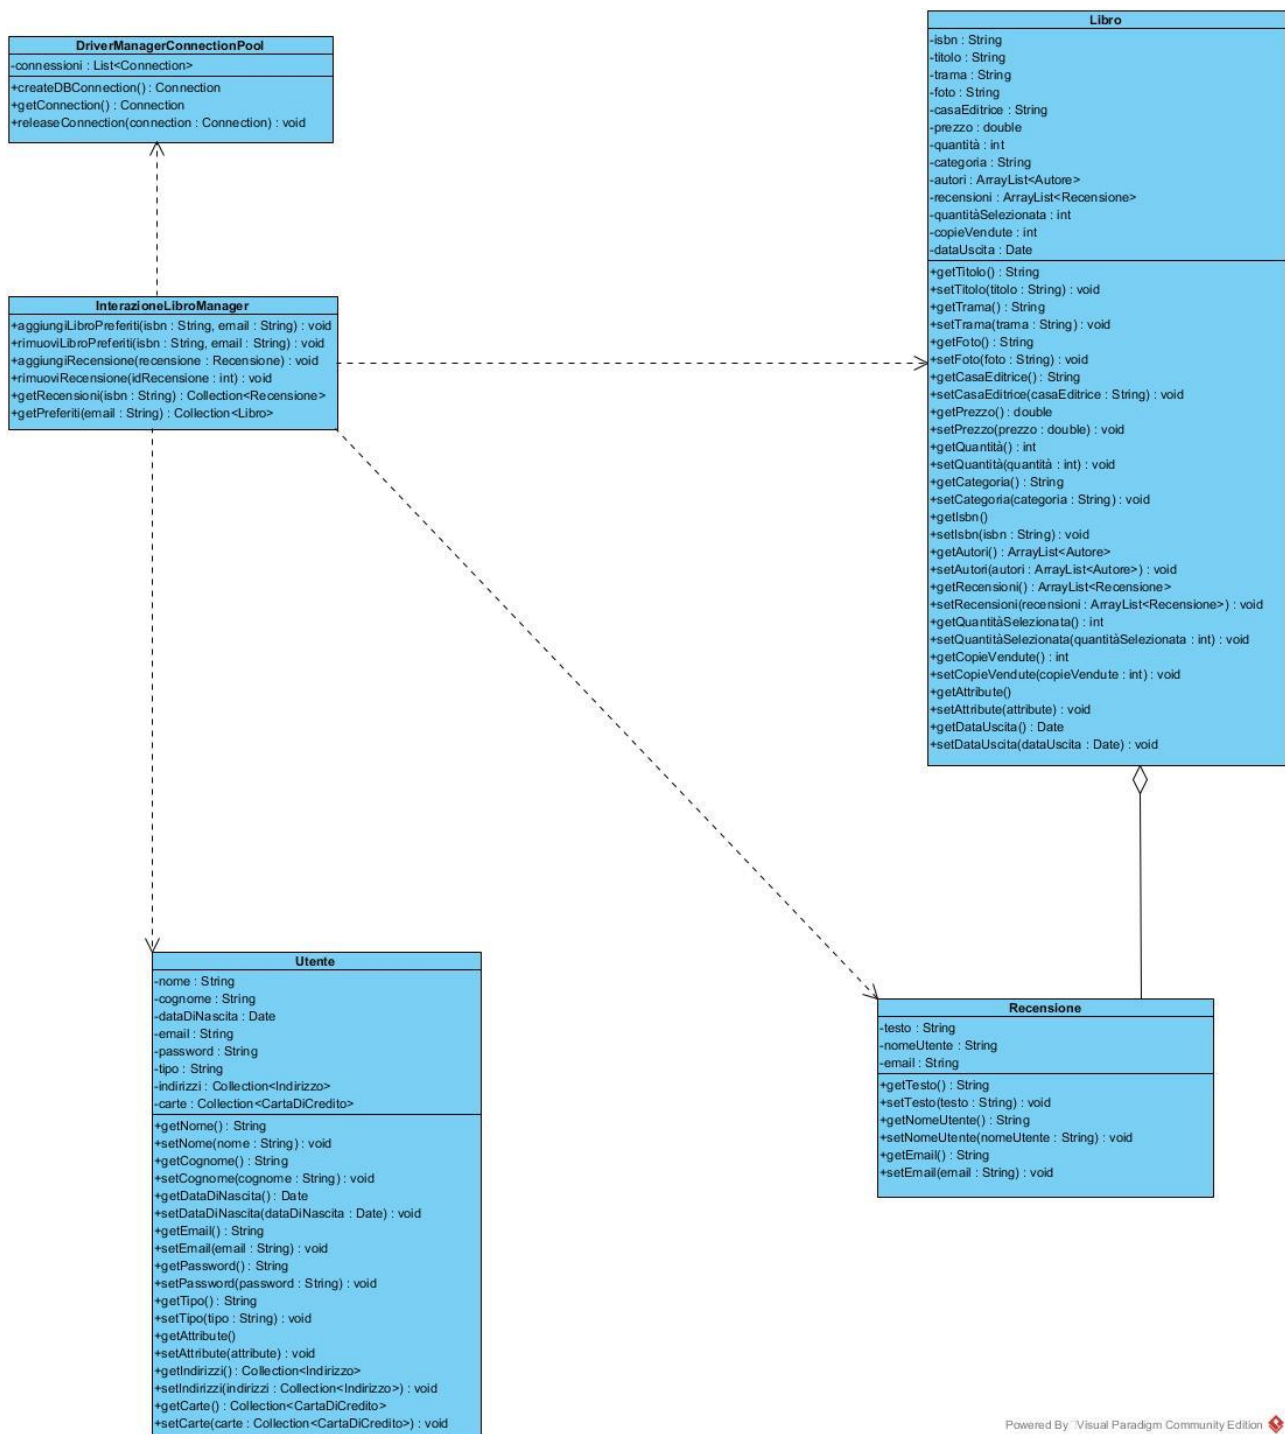 DriverManagerConnectionPool
-connessioni : List<Connection>
+createDBConnection() : Connection
+getConnection() : Connection
+releaseConnection(connection : Connection) : void
Libro
-isbn : String
-titolo : String
-trama : String
-foto : String
-casaEditrice : String
-prezzo : double
-quantità : int
-categoria : String
-autori : ArrayList<Autore>
-recensioni : ArrayList<Recensione>
-quantitàSelezionata : int
-copieVendute : int
-dataUscita : Date
+getTitolo() : String
+setTitolo(titolo : String) : void
+getTrama() : String
+setTrama(trama : String) : void
+getFoto() : String
+setFoto(foto : String) : void
+getCasaEditrice() : String
+setCasaEditrice(casaEditrice : String) : void
+getPrezzo() : double
+setPrezzo(prezzo : double) : void
+getQuantità() : int
+setQuantità(quantità : int) : void
+getCategoria() : String
+setCategoria(categoria : String) : void
+getIsbn()
+setIsbn(isbn : String) : void
+getAutori() : ArrayList<Autore>
+setAutori(autori : ArrayList<Autore>) : void
+getRecensioni() : ArrayList<Recensione>
+setRecensioni(recensioni : ArrayList<Recensione>) : void
+getQuantitàSelezionata() : int
+setQuantitàSelezionata(quantitàSelezionata : int) : void
+getCopieVendute() : int
+setCopieVendute(copieVendute : int) : void
+getAttribute()
+setAttribute(attribute) : void
+getDataUscita() : Date
+setDataUscita(dataUscita : Date) : void
InterazioneLibroManager
+aggiungiLibroPreferiti(isbn : String, email : String) : void
+rimuoviLibroPreferiti(isbn : String, email : String) : void
+aggiungiRecensione(recensione : Recensione) : void
+rimuoviRecensione(idRecensione : int) : void
+getRecensioni(isbn : String) : Collection<Recensione>
+getPreferiti(email : String) : Collection<Libro>
Utente
-nome : String
-cognome : String
-dataDiNascita : Date
-email : String
-password : String
-tipo : String
-indirizzi : Collection<Indirizzo>
-carte : Collection<CartaDiCredito>
+getNome() : String
+setNome(nome : String) : void
+getCognome() : String
+setCognome(cognome : String) : void
+getDataDiNascita() : Date
+setDataDiNascita(dataDiNascita : Date) : void
+getEmail() : String
+setEmail(email : String) : void
+getPassword() : String
+setPassword(password : String) : void
+getTipo() : String
+setTipo(tipo : String) : void
+getAttribute()
+setAttribute(attribute) : void
+getIndirizzi() : Collection<Indirizzo>
+setIndirizzi(indirizzi : Collection<Indirizzo>) : void
+getCarte() : Collection<CartaDiCredito>
+setCarte(carte : Collection<CartaDiCredito>) : void
Recensione
-testo : String
-nomeUtente : String
-email : String
+getTesto() : String
+setTesto(testo : String) : void
+getNomeUtente() : String
+setNomeUtente(nomeUtente : String) : void
+getEmail() : String
+setEmail(email : String) : void
Powered By Visual Paradigm Community Edition